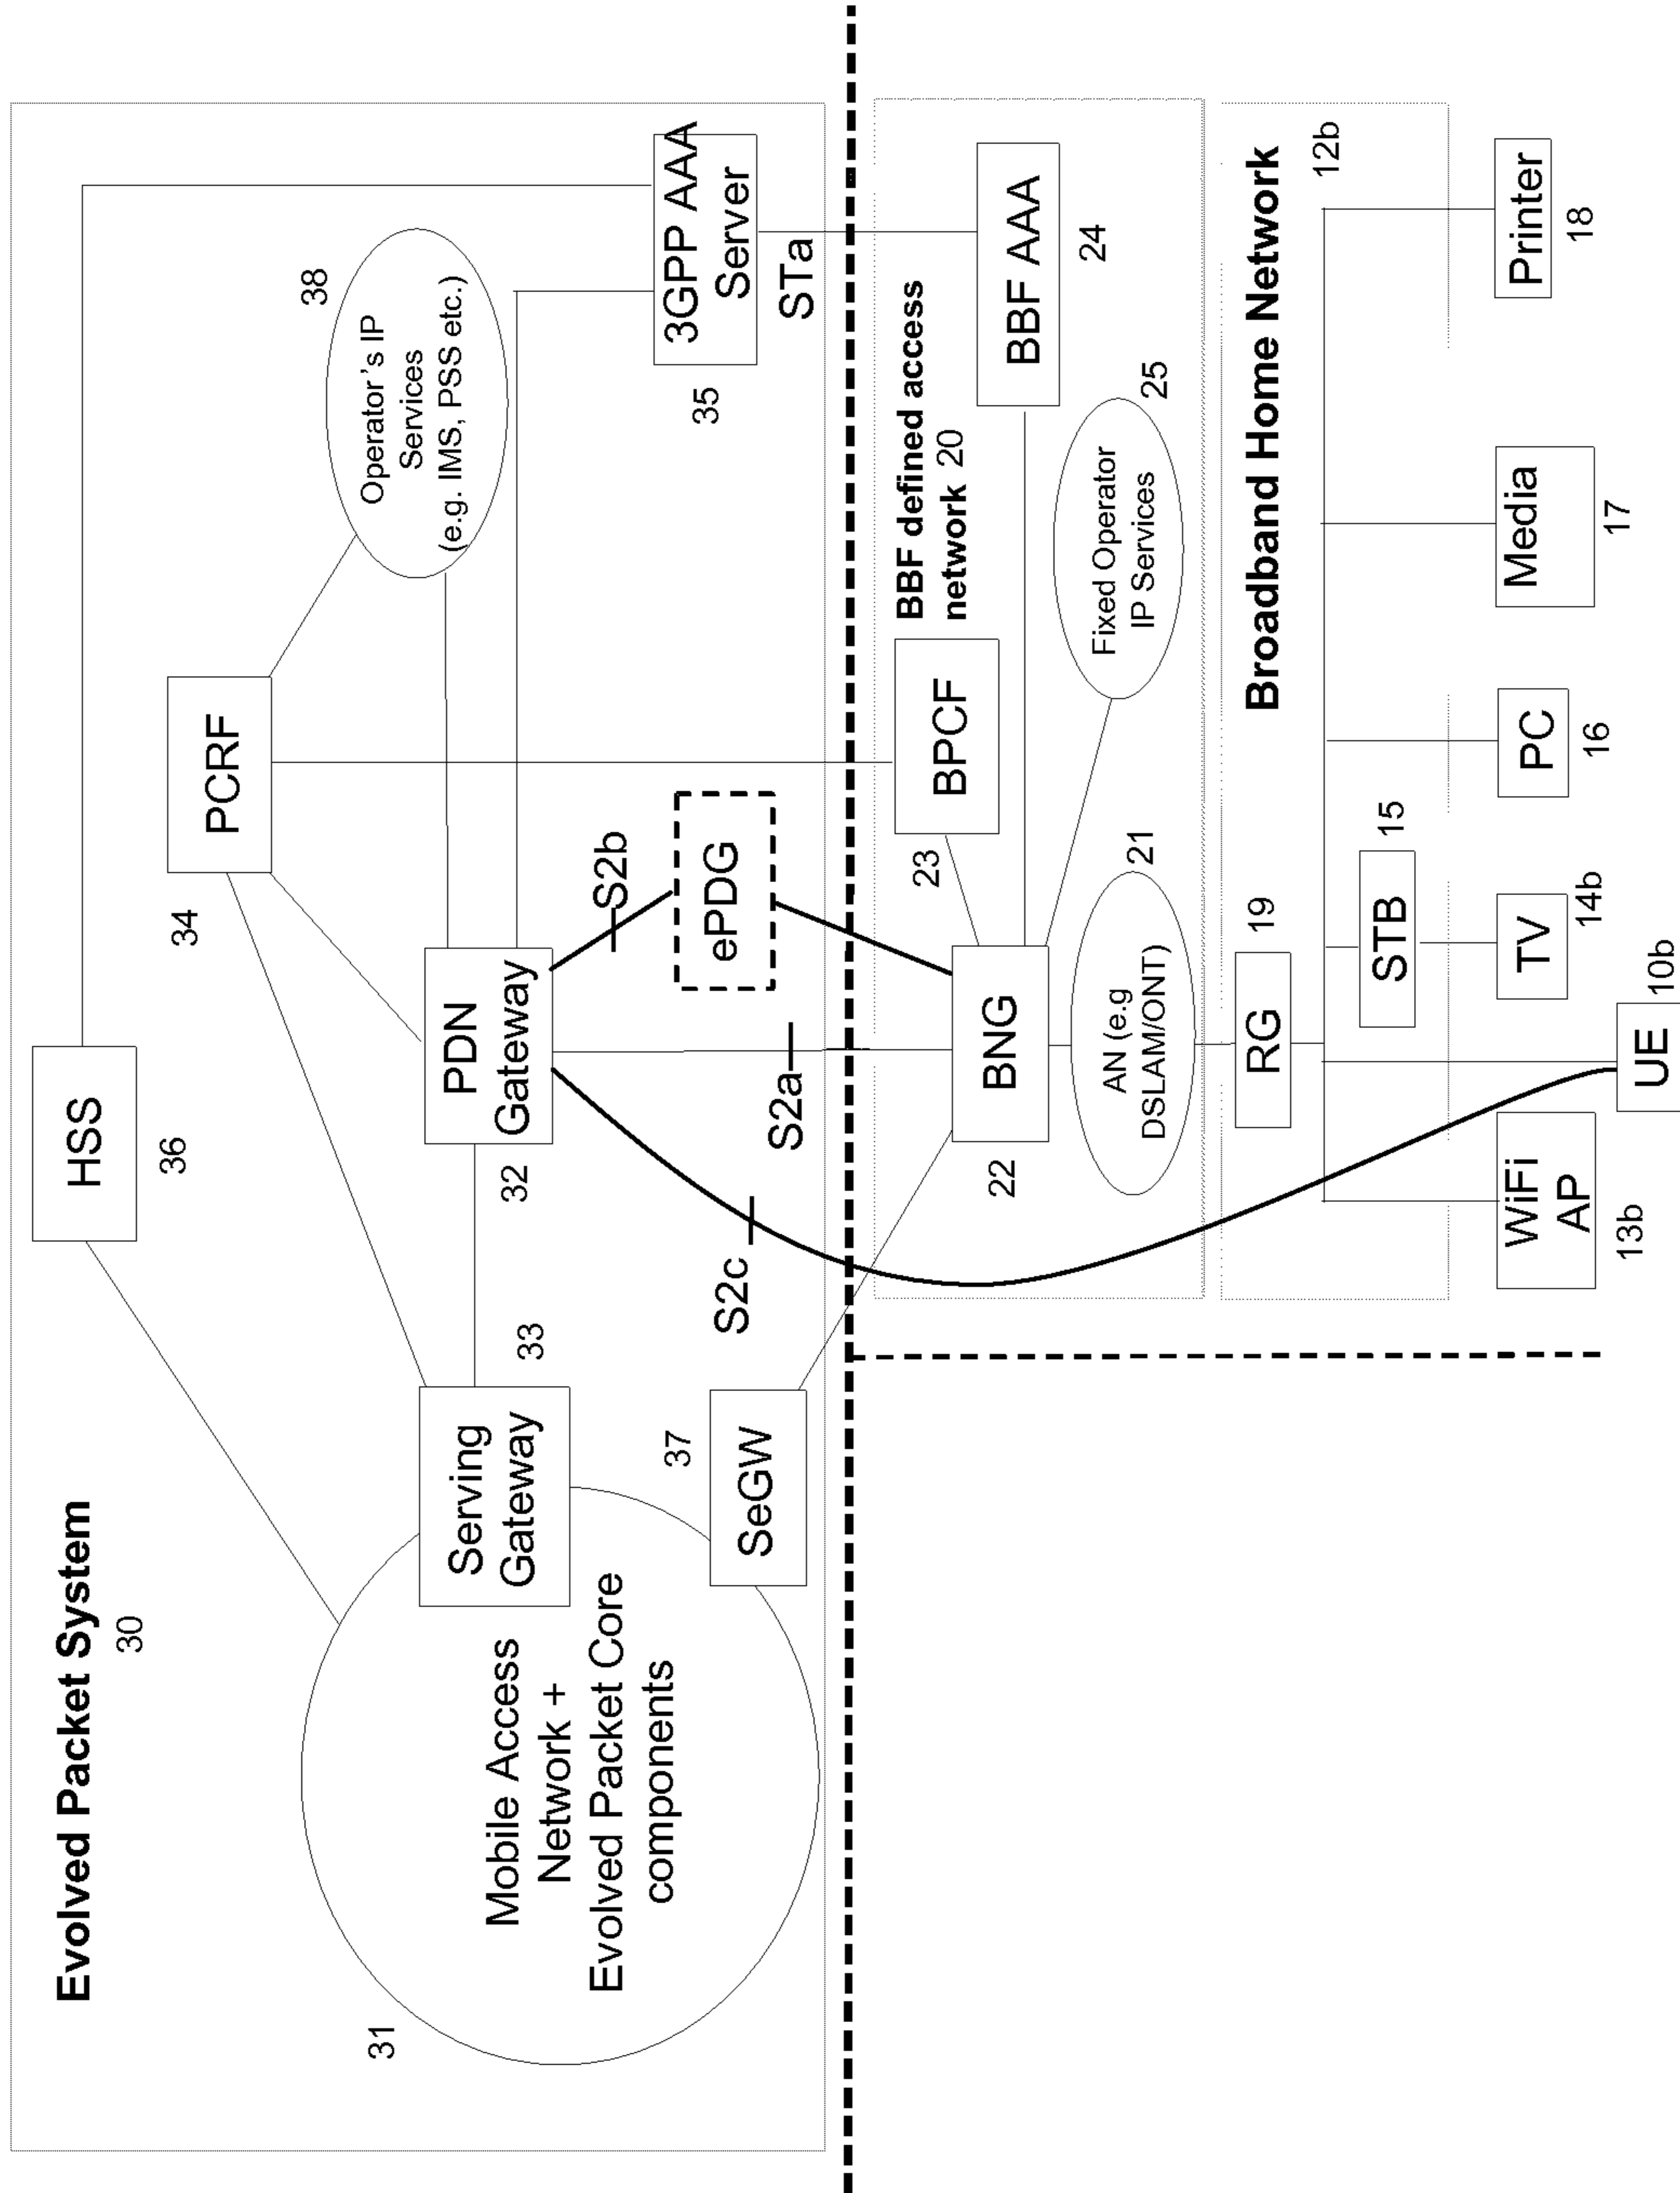 Evolved Packet System
30
HSS
36
34
PCRF
38
Operator's IP
Services
(e.g. IMS, PSS etc.)
31
Mobile Access
Network +
Evolved Packet Core
components
Serving
Gateway
33
32
PDN
Gateway
S2b
ePDG
35
3GPP AAA
Server
STa
37
SeGW
S2c
S2a
BBF defined access
network 20
23
BPCF
BBF AAA
24
22
BNG
Fixed Operator
IP Services
25
AN (e.g
DSLAM/ONT)
21
Broadband Home Network
12b
RG
19
STB
15
WiFi
AP
13b
UE
10b
TV
14b
PC
16
Media
17
Printer
18